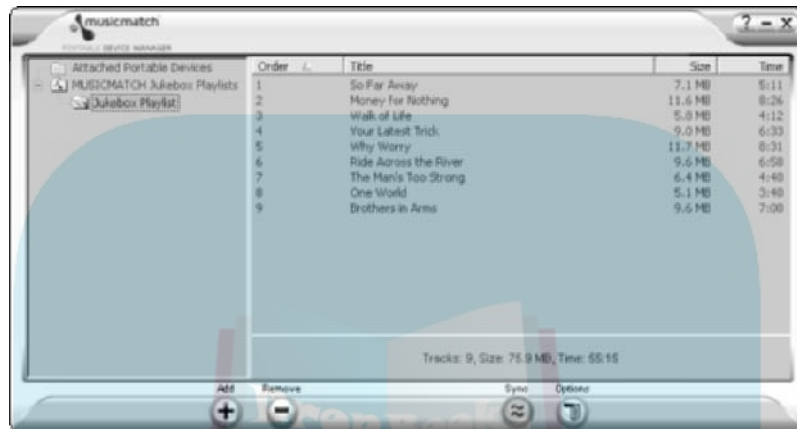 musicmatch
PORTABLE DEVICE MANAGER
? – x
Attached Portable Devices
MUSICMATCH Jukebox Playlists
Jukebox Playlist
Order Title Size Time
1 So Far Away 7.1 MB 5:11
2 Money for Nothing 11.6 MB 8:26
3 Walk of Life 5.8 MB 4:12
4 Your Latest Trick 9.0 MB 6:33
5 Why Worry 11.7 MB 8:31
6 Ride Across the River 9.6 MB 6:58
7 The Man's Too Strong 6.4 MB 4:40
8 One World 5.1 MB 3:40
9 Brothers in Arms 9.6 MB 7:00
Tracks: 9, Size: 75.9 MB, Time: 55:15
Add Remove Sync Options